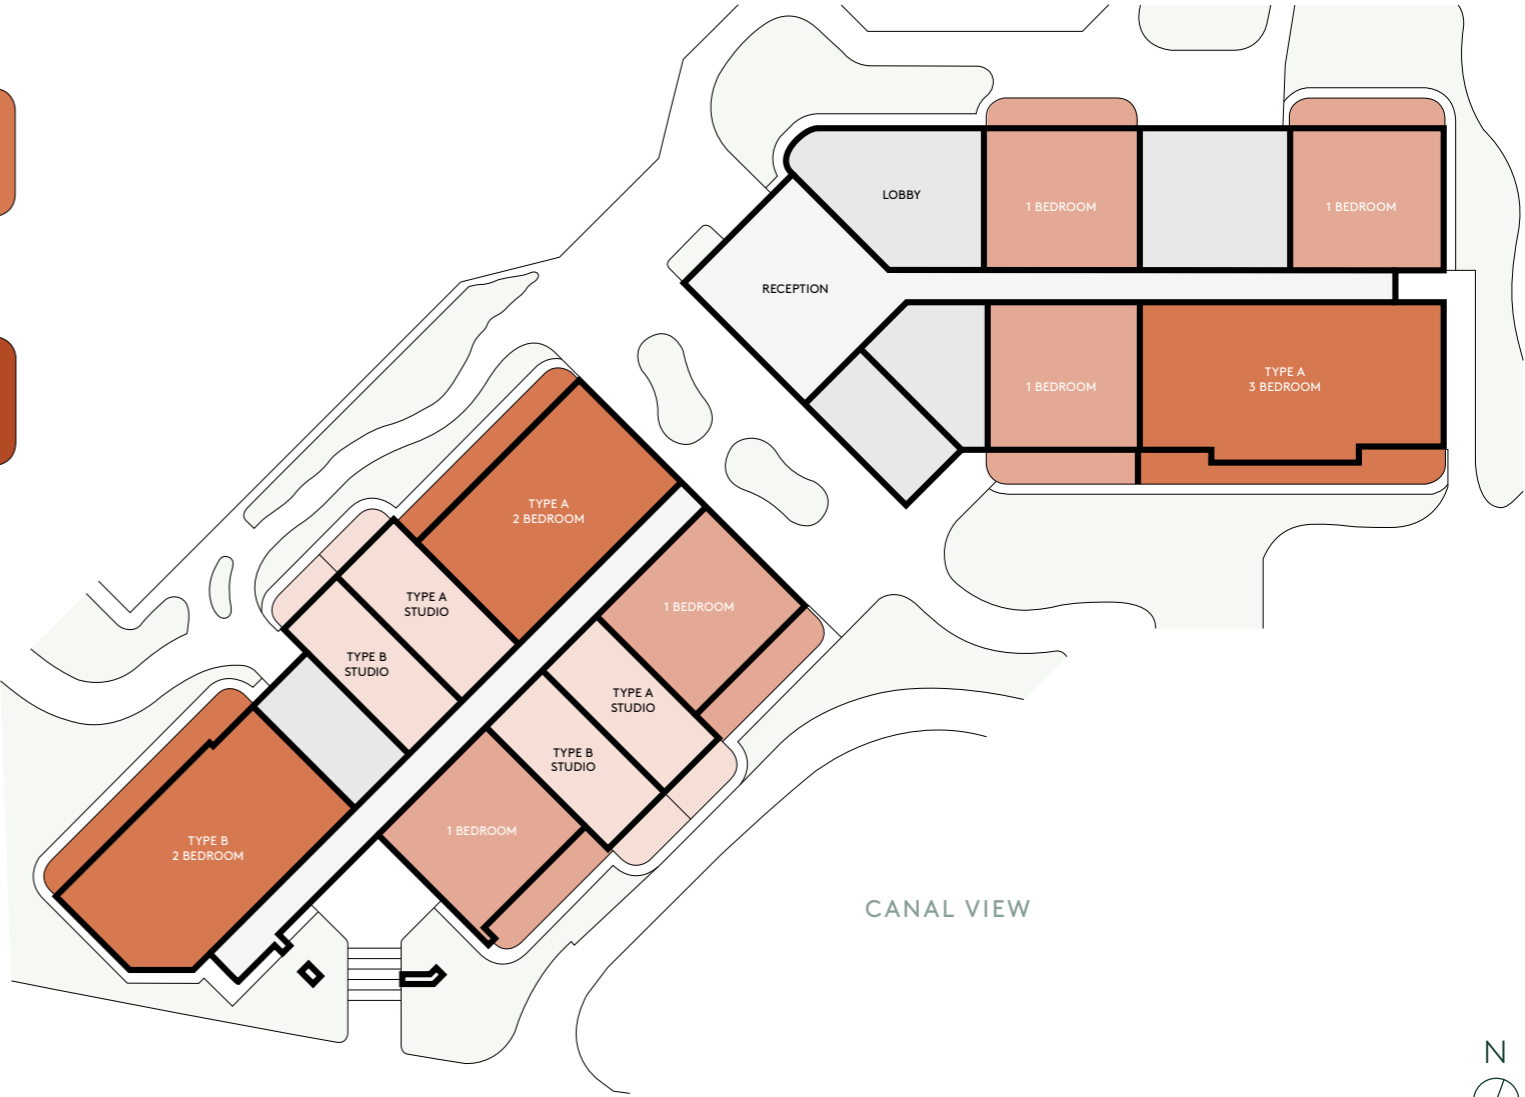 LOBBY
1 BEDROOM
1 BEDROOM
RECEPTION
1 BEDROOM
TYPE A
3 BEDROOM
TYPE A
2 BEDROOM
TYPE A
STUDIO
1 BEDROOM
TYPE B
STUDIO
TYPE A
STUDIO
TYPE B
STUDIO
1 BEDROOM
TYPE B
2 BEDROOM
CANAL VIEW
N